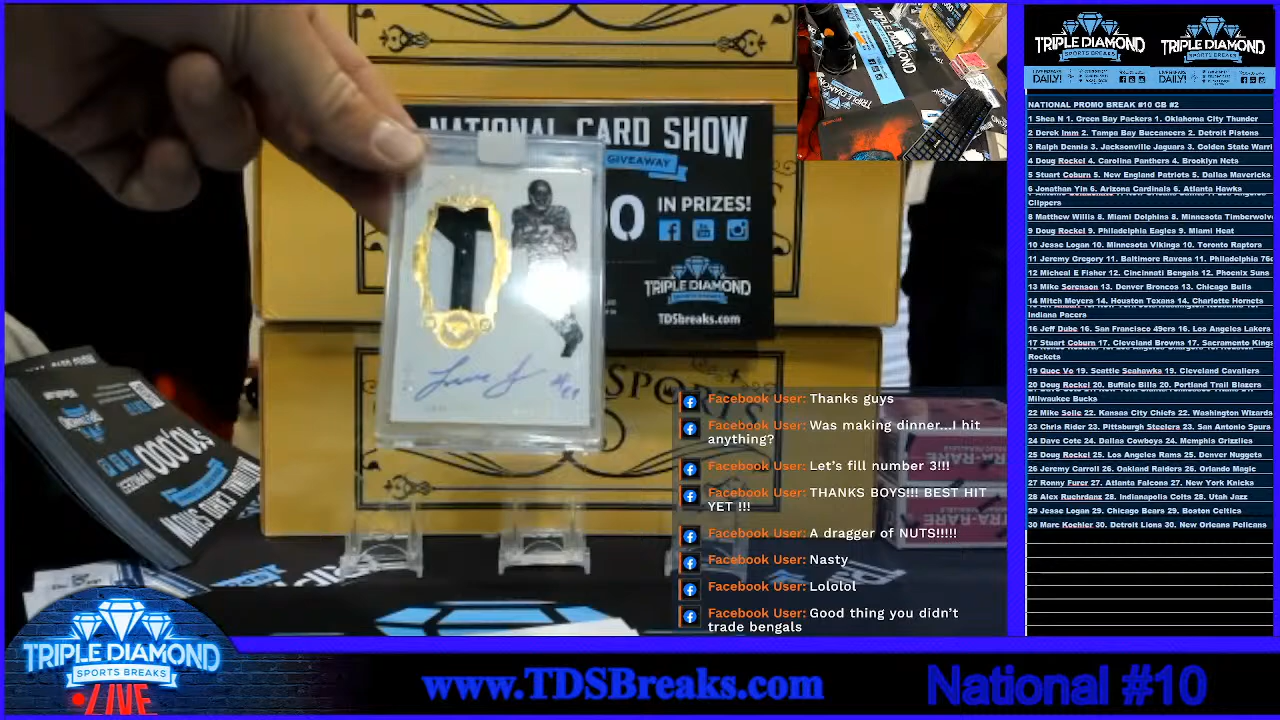 NATIONAL CARD SHOW
GIVEAWAY
IN PRIZES!
TRIPLE DIAMOND
TDSbreaks.com
SPORTS
Facebook User: Thanks guys
Facebook User: Was making dinner...I hit
anything?
Facebook User: Let's fill number 3!!!
Facebook User: THANKS BOYS!!! BEST HIT
YET !!!
Facebook User: A dragger of NUTS!!!!!
Facebook User: Nasty
Facebook User: Lololol
Facebook User: Good thing you didn't
trade bengals
TRIPLE DIAMOND
SPORTS BREAKS
LIVE
www.TDSBreaks.com
National #10
TRIPLE DIAMOND TRIPLE DIAMOND
SPORTS BREAKS SPORTS BREAKS
DAILY! DAILY!
NATIONAL PROMO BREAK #10 GB #2
1 Shea N 1. Green Bay Packers 1. Oklahoma City Thunder
2 Derek Imm 2. Tampa Bay Buccaneers 2. Detroit Pistons
3 Ralph Dennis 3. Jacksonville Jaguars 3. Golden State Warri
4 Doug Rockel 4. Carolina Panthers 4. Brooklyn Nets
5 Stuart Coburn 5. New England Patriots 5. Dallas Mavericks
6 Jonathan Yin 6. Arizona Cardinals 6. Atlanta Hawks
Clippers
8 Matthew Willis 8. Miami Dolphins 8. Minnesota Timberwolve
9 Doug Rockel 9. Philadelphia Eagles 9. Miami Heat
10 Jesse Logan 10. Minnesota Vikings 10. Toronto Raptors
11 Jeremy Gregory 11. Baltimore Ravens 11. Philadelphia 76e
12 Micheal E Fisher 12. Cincinnati Bengals 12. Phoenix Suns
13 Mike Sorenson 13. Denver Broncos 13. Chicago Bulls
14 Mitch Meyers 14. Houston Texans 14. Charlotte Hornets
Indiana Pacers
16 Jeff Dube 16. San Francisco 49ers 16. Los Angeles Lakers
17 Stuart Coburn 17. Cleveland Browns 17. Sacramento Kings
Rockets
19 Quoc Vo 19. Seattle Seahawks 19. Cleveland Cavaliers
20 Doug Rockel 20. Buffalo Bills 20. Portland Trail Blazers
Milwaukee Bucks
22 Mike Selle 22. Kansas City Chiefs 22. Washington Wizards
23 Chris Rider 23. Pittsburgh Steelers 23. San Antonio Spurs
24 Dave Cote 24. Dallas Cowboys 24. Memphis Grizzlies
25 Doug Rockel 25. Los Angeles Rams 25. Denver Nuggets
26 Jeremy Carroll 26. Oakland Raiders 26. Orlando Magic
27 Ronny Furer 27. Atlanta Falcons 27. New York Knicks
28 Alex Ruehrdanz 28. Indianapolis Colts 28. Utah Jazz
29 Jesse Logan 29. Chicago Bears 29. Boston Celtics
30 Marc Koehler 30. Detroit Lions 30. New Orleans Pelicans